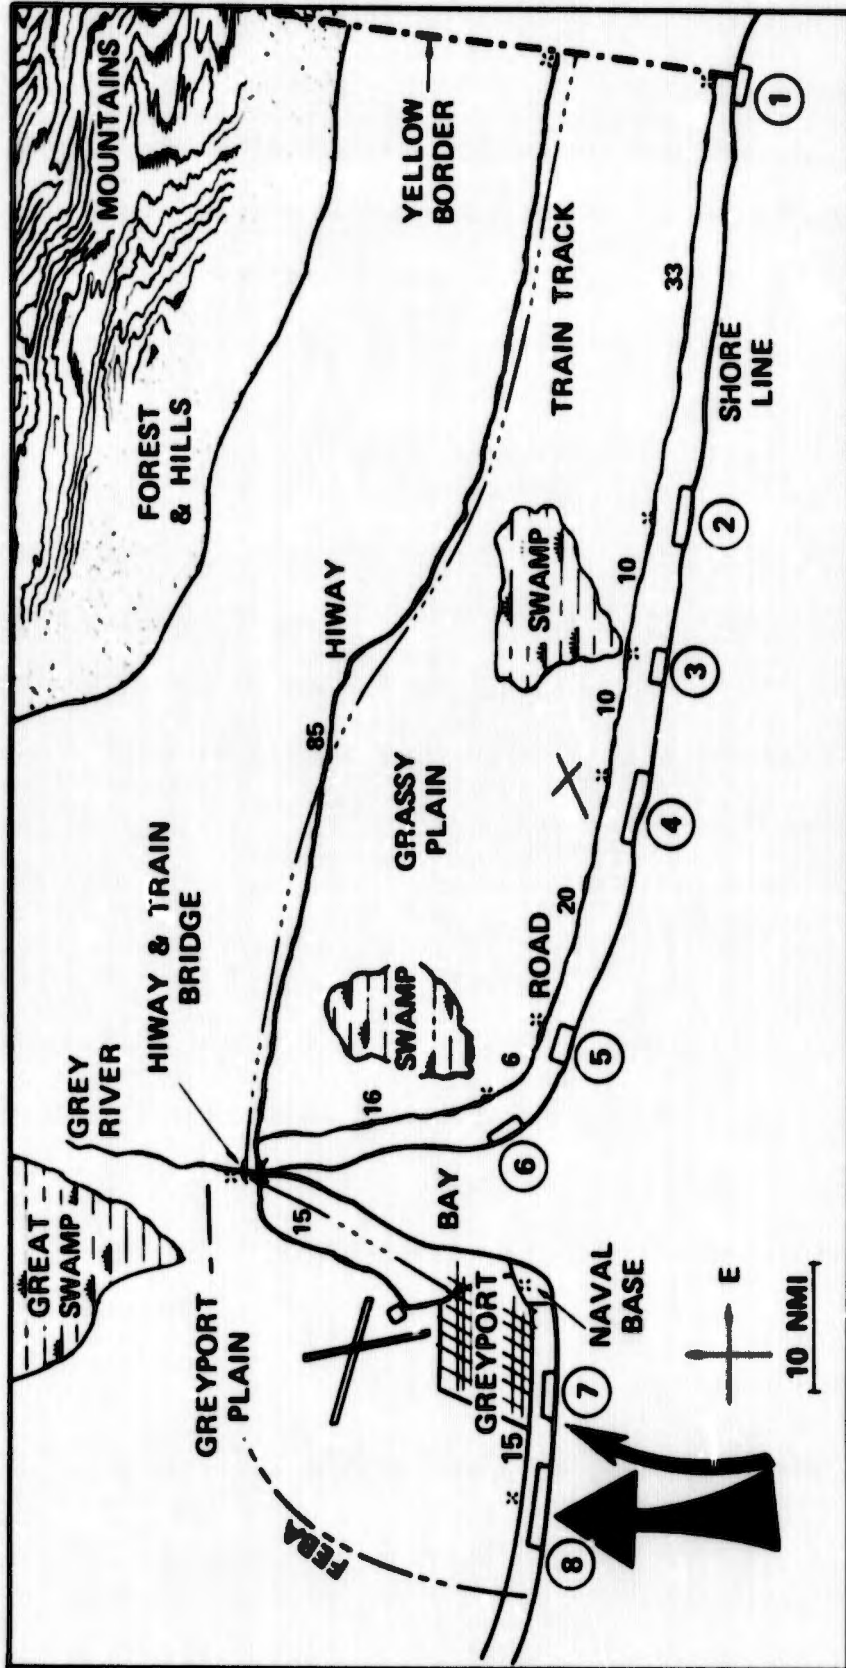 GREAT
SWAMP
GREY
RIVER
HIWAY & TRAIN
BRIDGE
FOREST
& HILLS
MOUNTAINS
GREYPORT
PLAIN
FEBA
15
16
85
HIWAY
YELLOW
BORDER
SWAMP
GRASSY
PLAIN
SWAMP
TRAIN TRACK
BAY
GREYPORT
15
6
ROAD
20
10
10
33
NAVAL
BASE
SHORE
LINE
8
7
6
5
4
3
2
1
E
10 NMI